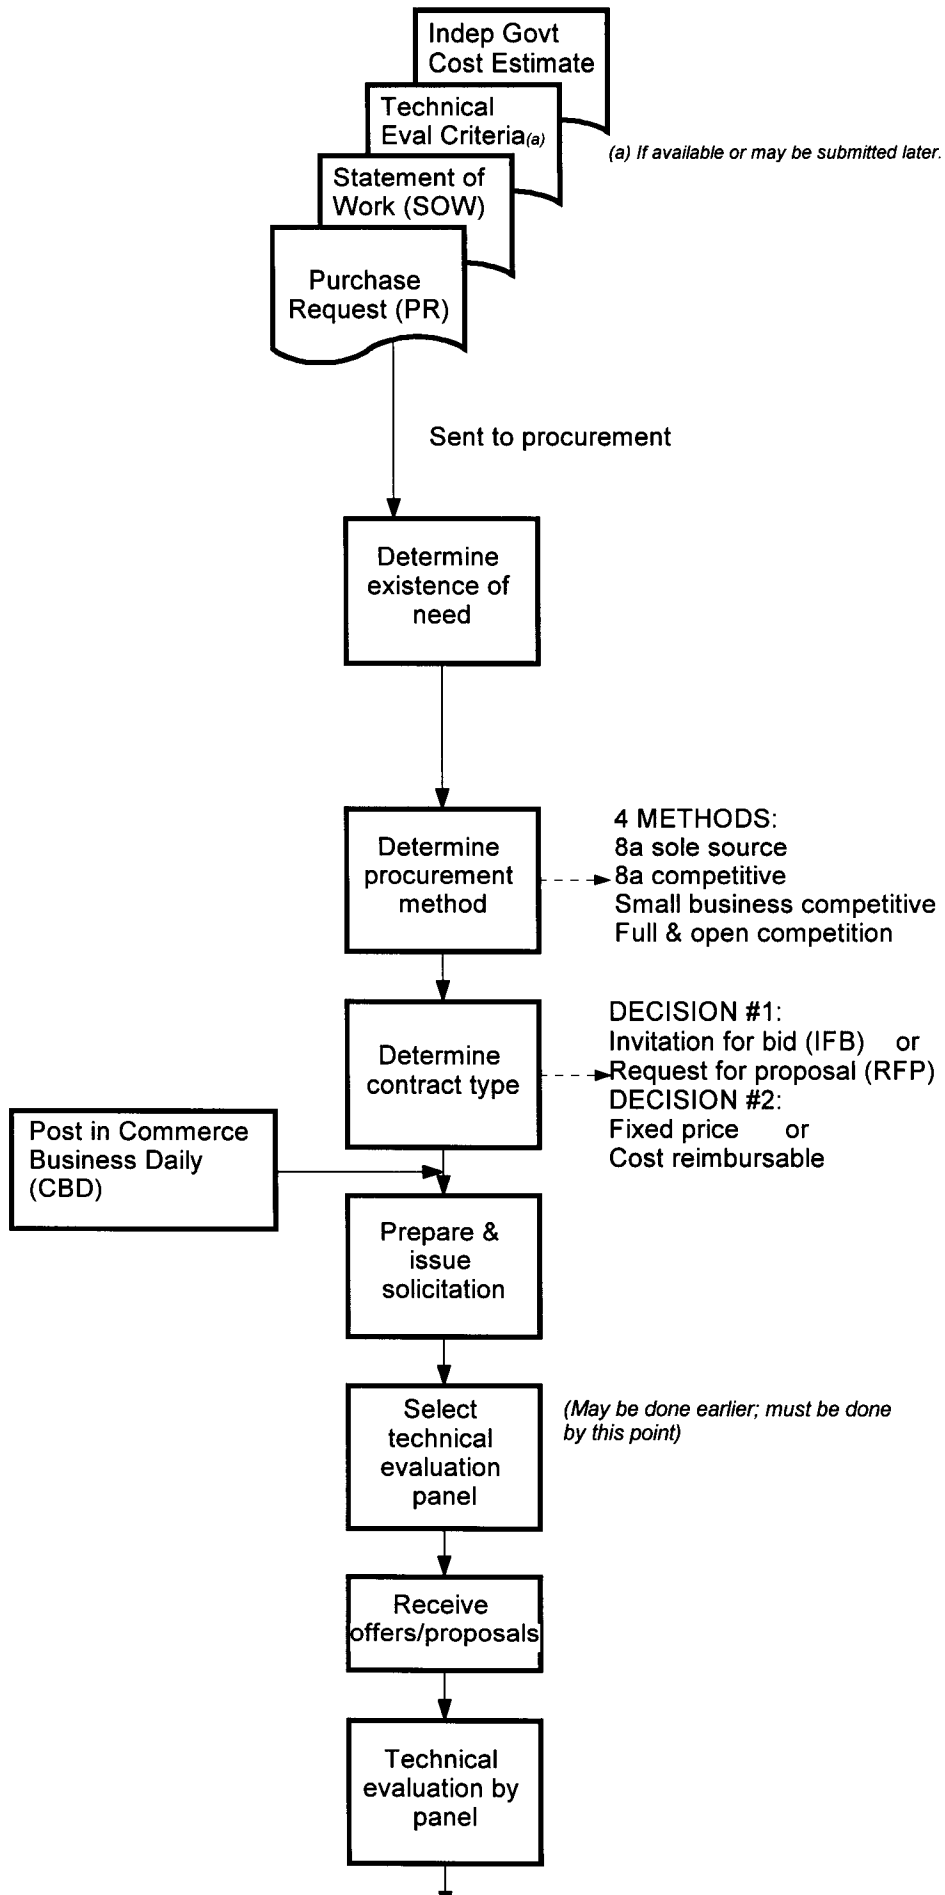 Indep Govt
Cost Estimate
Technical
Eval Criteria(a)
(a) If available or may be submitted later.
Statement of
Work (SOW)
Purchase
Request (PR)
Sent to procurement
Determine
existence of
need
Determine
procurement
method
4 METHODS:
8a sole source
8a competitive
Small business competitive
Full & open competition
Determine
contract type
DECISION #1:
Invitation for bid (IFB) or
Request for proposal (RFP)
DECISION #2:
Fixed price or
Cost reimbursable
Post in Commerce
Business Daily
(CBD)
Prepare &
issue
solicitation
Select
technical
evaluation
panel
(May be done earlier; must be done
by this point)
Receive
offers/proposals
Technical
evaluation by
panel